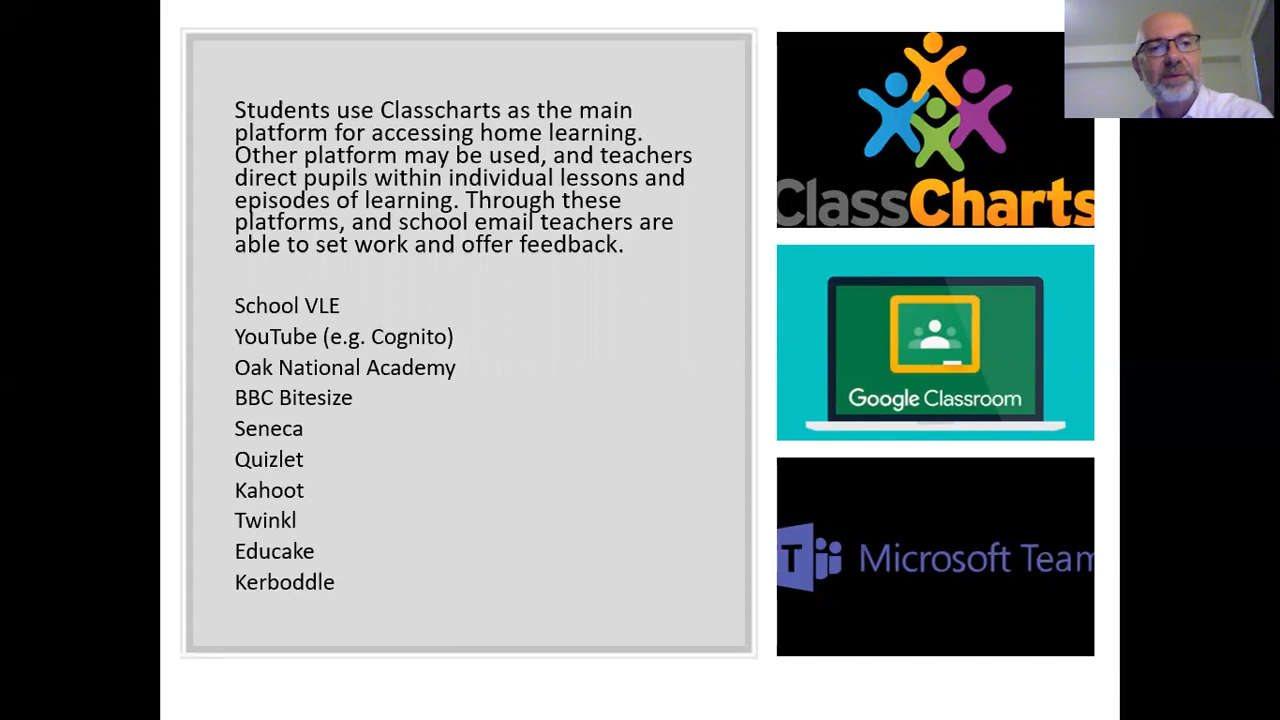 Students use Classcharts as the main
platform for accessing home learning.
Other platform may be used, and teachers
direct pupils within individual lessons and
episodes of learning. Through these
platforms, and school email teachers are
able to set work and offer feedback.
School VLE
YouTube (e.g. Cognito)
Oak National Academy
BBC Bitesize
Seneca
Quizlet
Kahoot
Twinkl
Educake
Kerboddle
ClassCharts
Google Classroom
T Microsoft Team